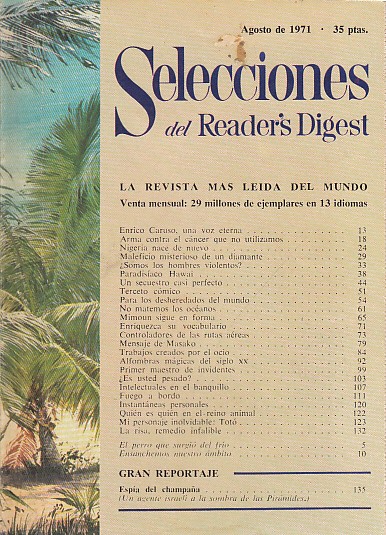 Agosto de 1971 · 35 ptas.
Selecciones
del Reader's Digest
LA REVISTA MAS LEIDA DEL MUNDO
Venta mensual: 29 millones de ejemplares en 13 idiomas
Enrico Caruso, una voz eterna 13
Arma contra el cáncer que no utilizamos 18
Nigeria nace de nuevo 24
Maleficio misterioso de un diamante 29
¿Somos los hombres violentos? 33
Paradisíaco Hawai 38
Un secuestro casi perfecto 44
Terceto cómico 51
Para los desheredados del mundo 54
No matemos los océanos 61
Mimoun sigue en forma 65
Enriquezca su vocabulario 71
Controladores de las rutas aéreas 73
Mensaje de Masako 79
Trabajos creados por el ocio 84
Alfombras mágicas del siglo XX 92
Primer maestro de invidentes 99
¿Es usted pesado? 103
Intelectuales en el banquillo 107
Fuego a bordo 111
Instantáneas personales 120
Quién es quién en el reino animal 122
Mi personaje inolvidable: Totó 123
La risa, remedio infalible 132
El perro que surgió del frío 5
Ensanchemos nuestro ámbito 10
GRAN REPORTAJE
Espía del champaña 135
(Un agente israelí a la sombra de las Pirámides.)